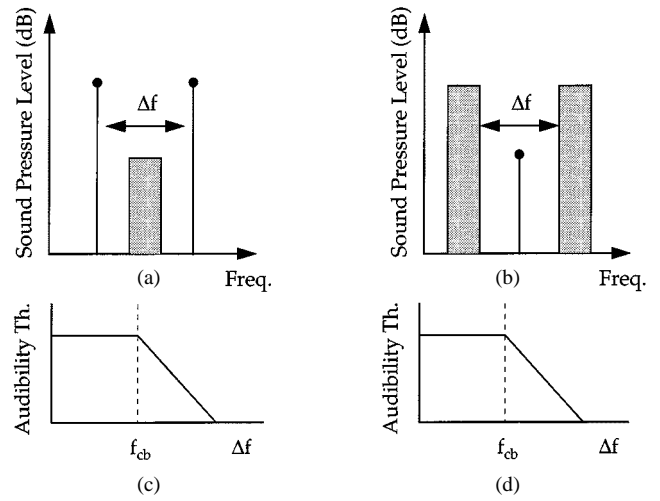 Sound Pressure Level (dB)
Δf
(a)
Freq.
Sound Pressure Level (dB)
Δf
(b)
Freq.
Audibility Th.
f_cb
Δf
(c)
Audibility Th.
f_cb
Δf
(d)